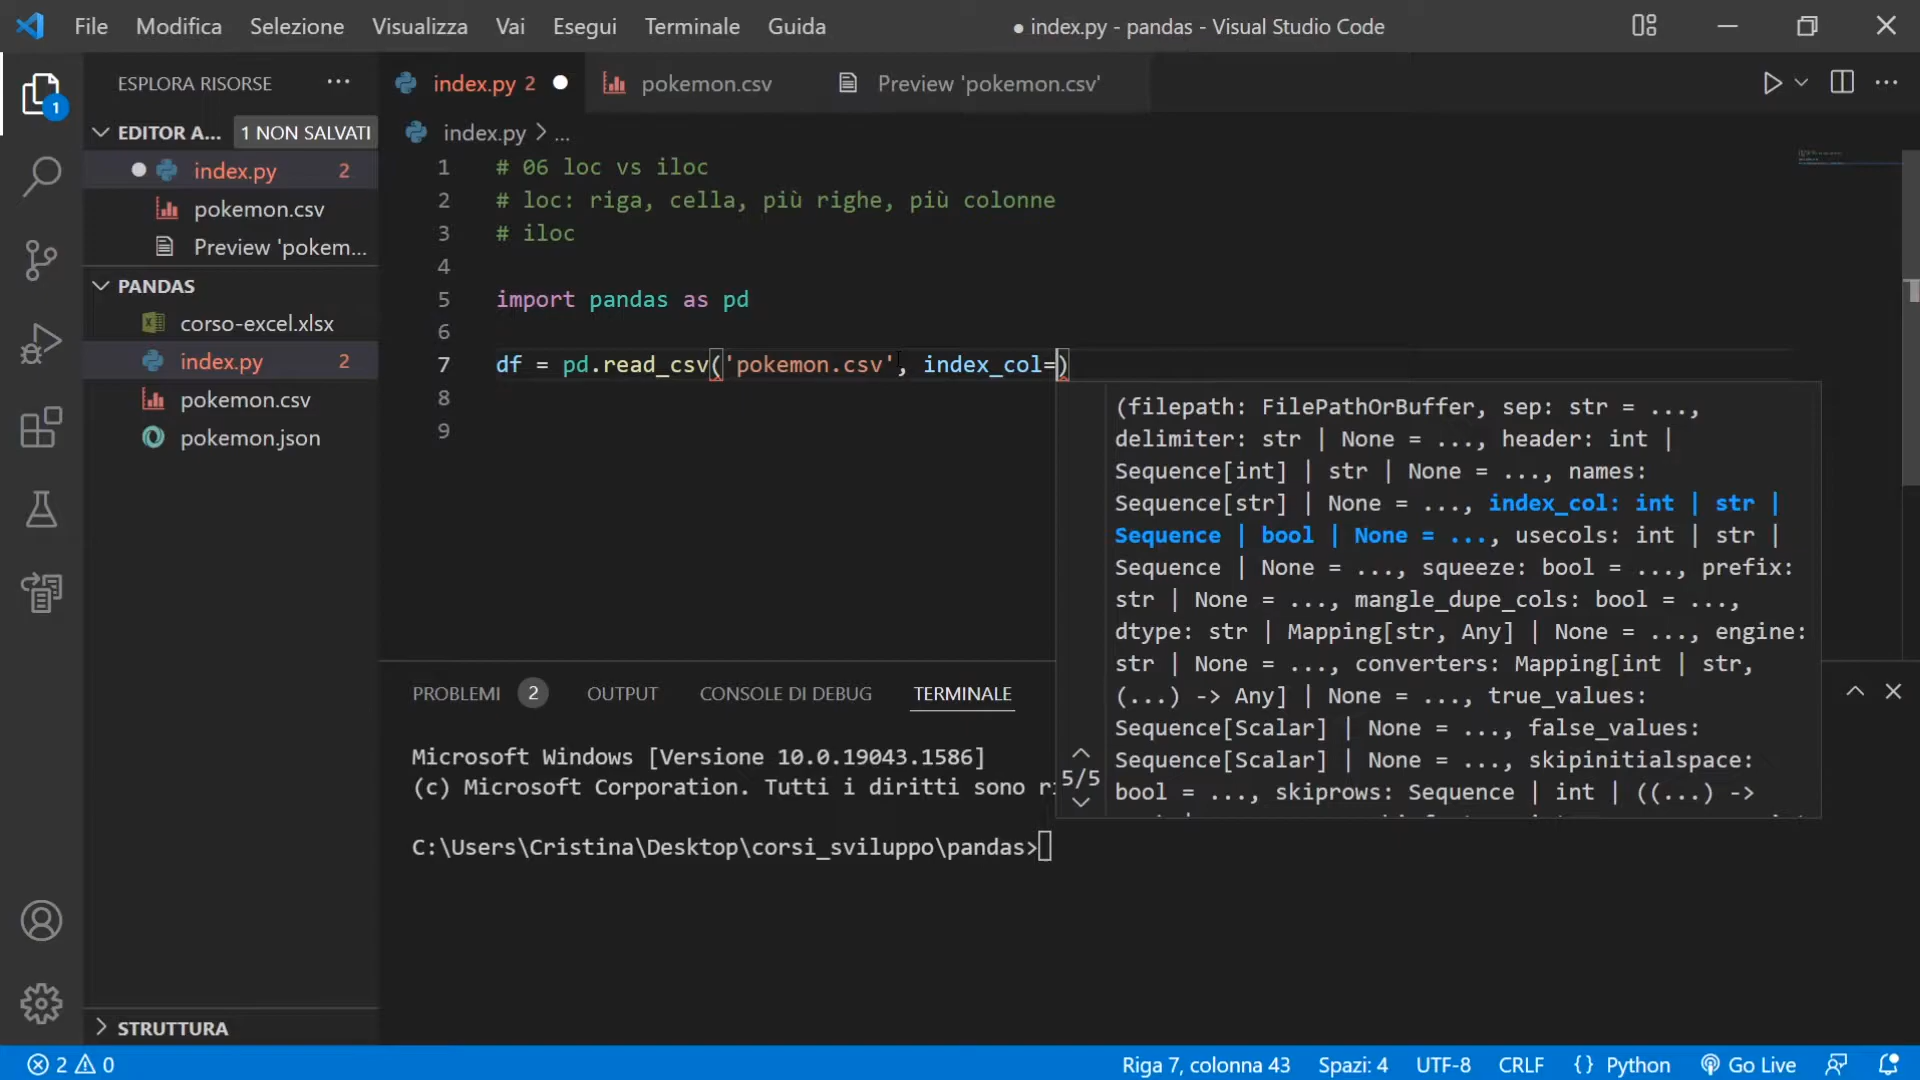 File Modifica Selezione Visualizza Vai Esegui Terminale Guida
● index.py - pandas - Visual Studio Code
ESPLORA RISORSE
index.py 2
pokemon.csv
Preview 'pokemon.csv'
1
EDITOR A... 1 NON SALVATI
index.py 2
pokemon.csv
Preview 'pokem...
PANDAS
corso-excel.xlsx
index.py 2
pokemon.csv
pokemon.json
STRUTTURA
index.py > ...
1 # 06 loc vs iloc
2 # loc: riga, cella, più righe, più colonne
3 # iloc
4
5 import pandas as pd
6
7 df = pd.read_csv('pokemon.csv', index_col=)
8
9
(filepath: FilePathOrBuffer, sep: str = ...,
delimiter: str | None = ..., header: int |
Sequence[int] | str | None = ..., names:
Sequence[str] | None = ..., index_col: int | str |
Sequence | bool | None = ..., usecols: int | str |
Sequence | None = ..., squeeze: bool = ..., prefix:
str | None = ..., mangle_dupe_cols: bool = ...,
dtype: str | Mapping[str, Any] | None = ..., engine:
str | None = ..., converters: Mapping[int | str,
(...) -> Any] | None = ..., true_values:
Sequence[Scalar] | None = ..., false_values:
Sequence[Scalar] | None = ..., skipinitialspace:
bool = ..., skiprows: Sequence | int | ((...) ->
5/5
PROBLEMI 2 OUTPUT CONSOLE DI DEBUG TERMINALE
Microsoft Windows [Versione 10.0.19043.1586]
(c) Microsoft Corporation. Tutti i diritti sono
C:\Users\Cristina\Desktop\corsi_sviluppo\pandas>
2 0
Riga 7, colonna 43 Spazi: 4 UTF-8 CRLF {} Python Go Live